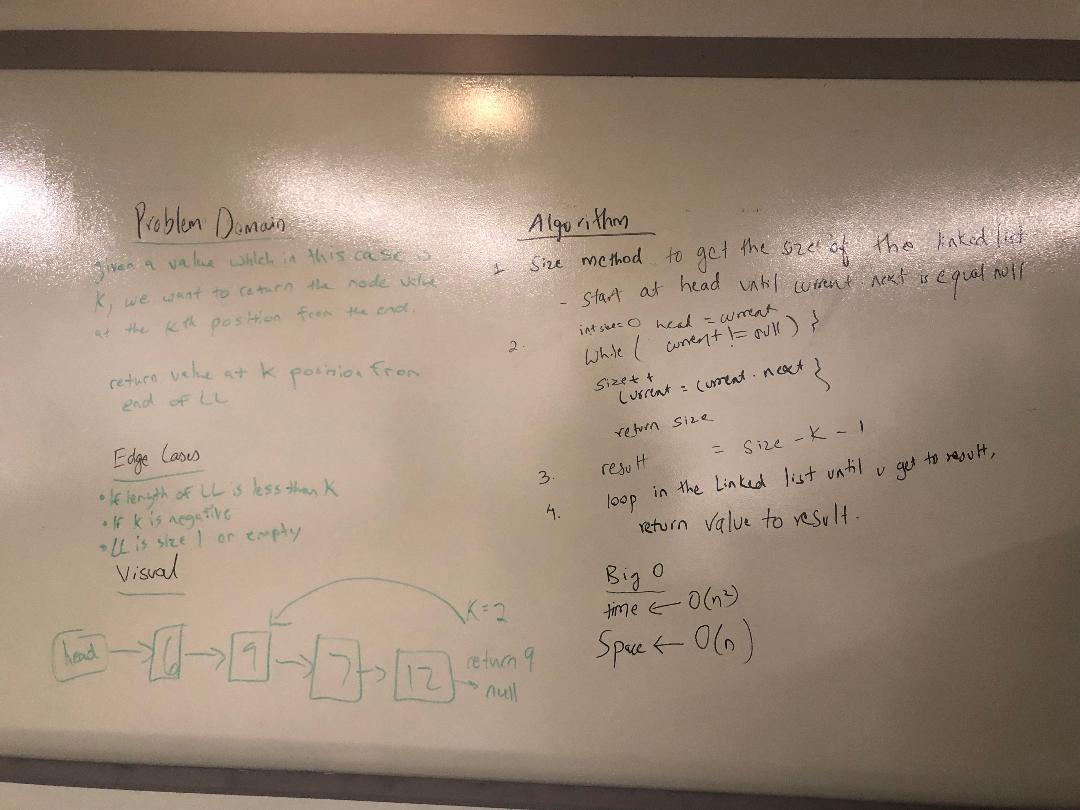 Problem Domain
given a value which in this case is
K, we want to return the node value
at the Kth position from the end.
return value at K position from
end of LL
Edge Cases
• If length of LL is less than K
• If K is negative
• LL is size 1 or empty
Visual
K=2
head 6 9 7 12 return 9
null
Algorithm
1. Size method to get the size of the linked list
- Start at head until current next is equal null
2. int size=0 head = current
While ( current != null ) }
size++
current = current.next }
return size
3. result = size - K - 1
4. loop in the Linked list until u get to result,
return value to result.
Big O
time ← O(n²)
Space ← O(n)